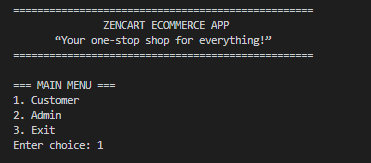 ==================================================
ZENCART ECOMMERCE APP
“Your one-stop shop for everything!”
==================================================
=== MAIN MENU ===
1. Customer
2. Admin
3. Exit
Enter choice: 1